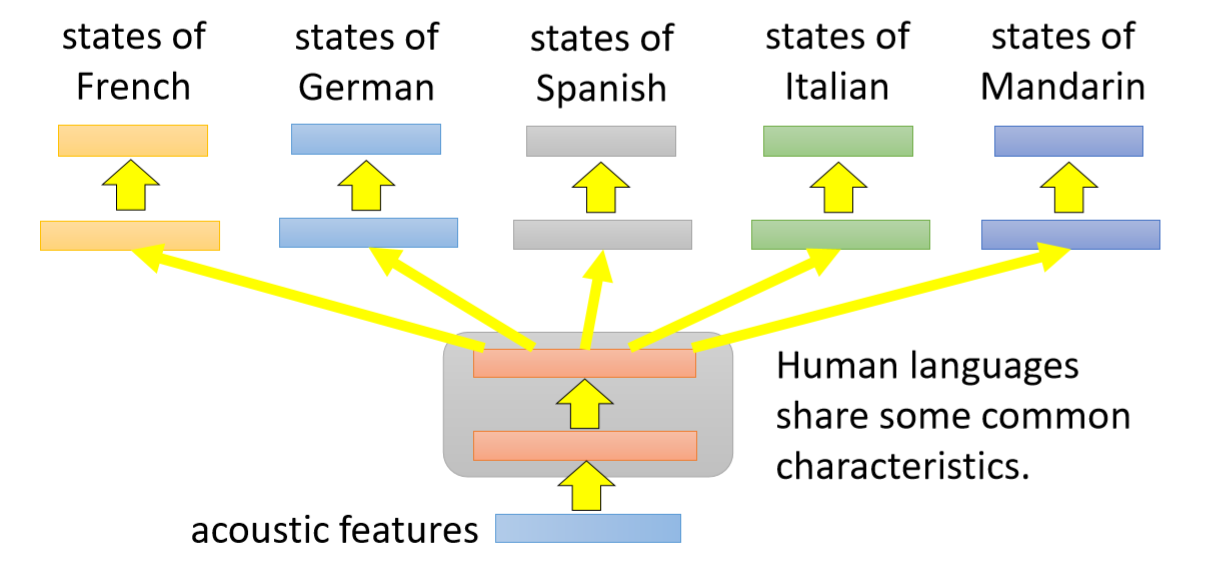 states of
French
states of
German
states of
Spanish
states of
Italian
states of
Mandarin
Human languages
share some common
characteristics.
acoustic features